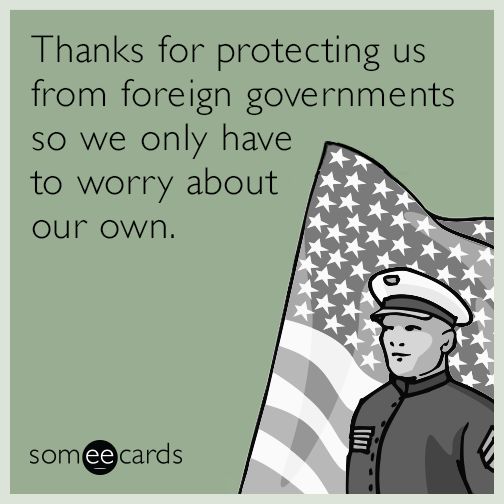 Thanks for protecting us
from foreign governments
so we only have
to worry about
our own.
someecards